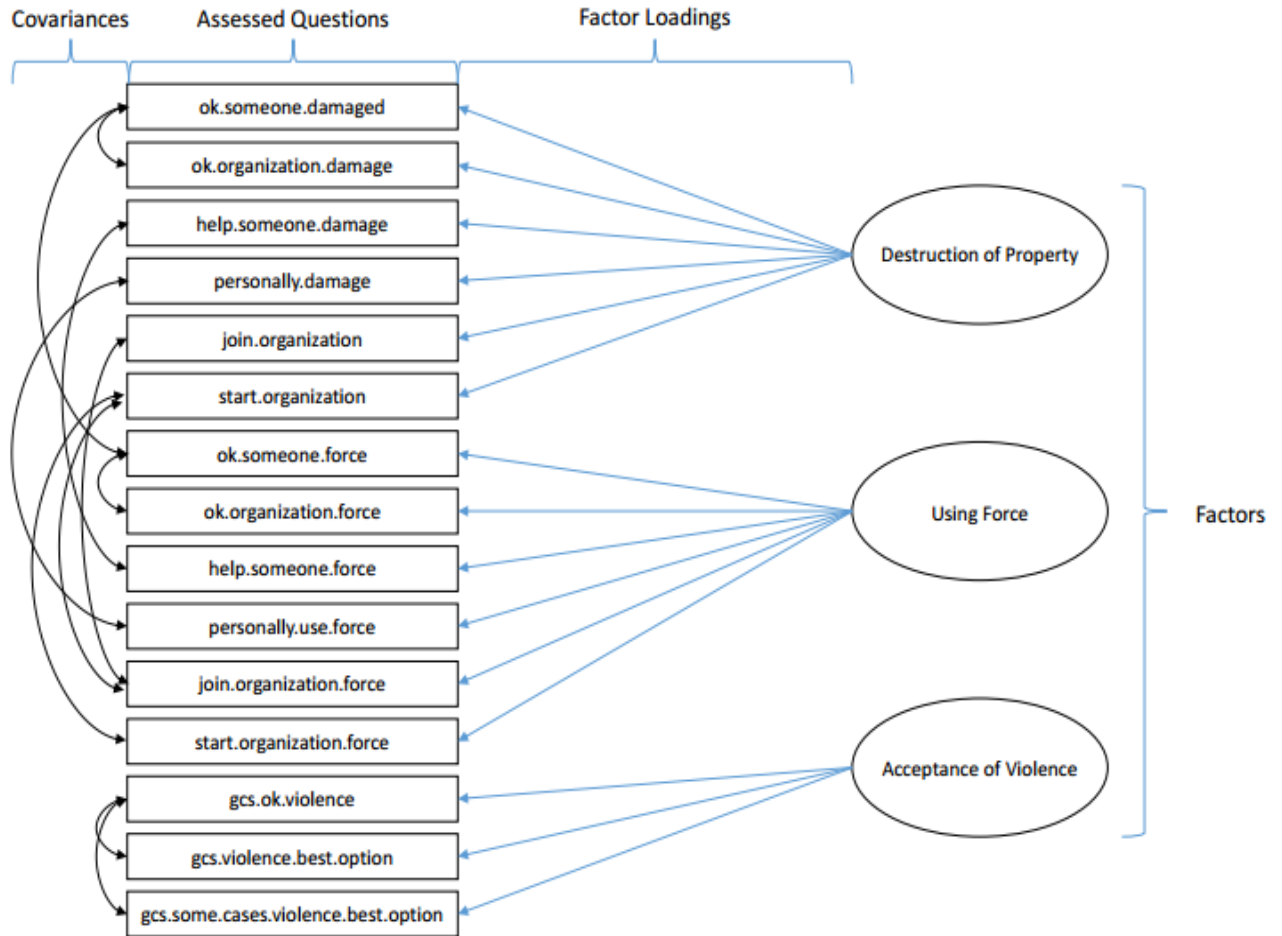 Covariances
Assessed Questions
Factor Loadings
ok.someone.damaged
ok.organization.damage
help.someone.damage
personally.damage
join.organization
start.organization
ok.someone.force
ok.organization.force
help.someone.force
personally.use.force
join.organization.force
start.organization.force
gcs.ok.violence
gcs.violence.best.option
gcs.some.cases.violence.best.option
Destruction of Property
Using Force
Acceptance of Violence
Factors